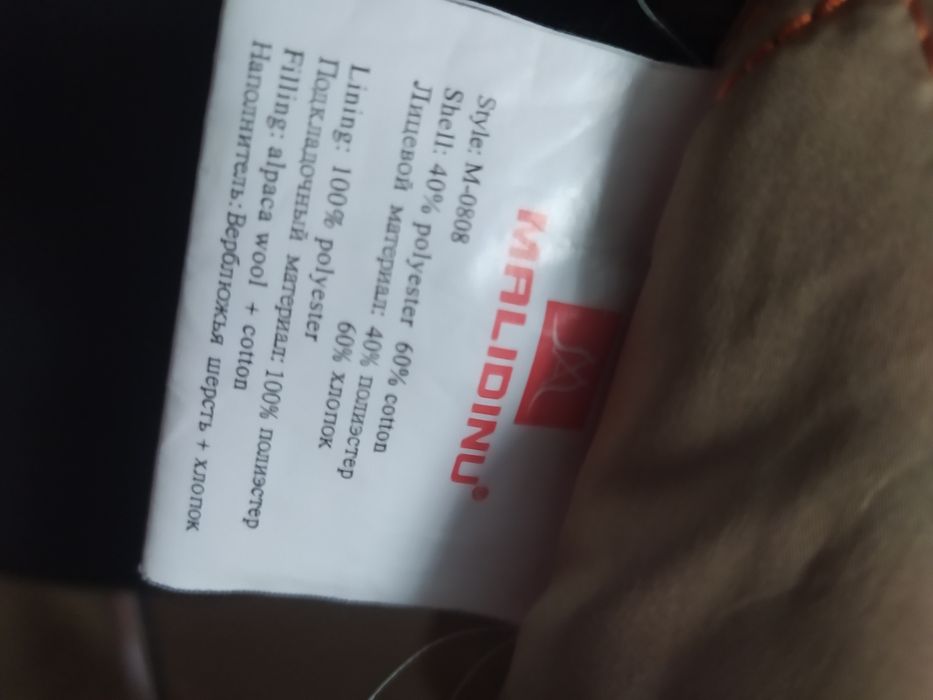 MALIDINU®
Style: M-0808
Shell: 40% polyester 60% cotton
Лицевой материал: 40% полиэстер
60% хлопок
Lining: 100% polyester
Подкладочный материал: 100% полиэстер
Filling: alpaca wool + cotton
Наполнитель: Верблюжья шерсть + хлопок